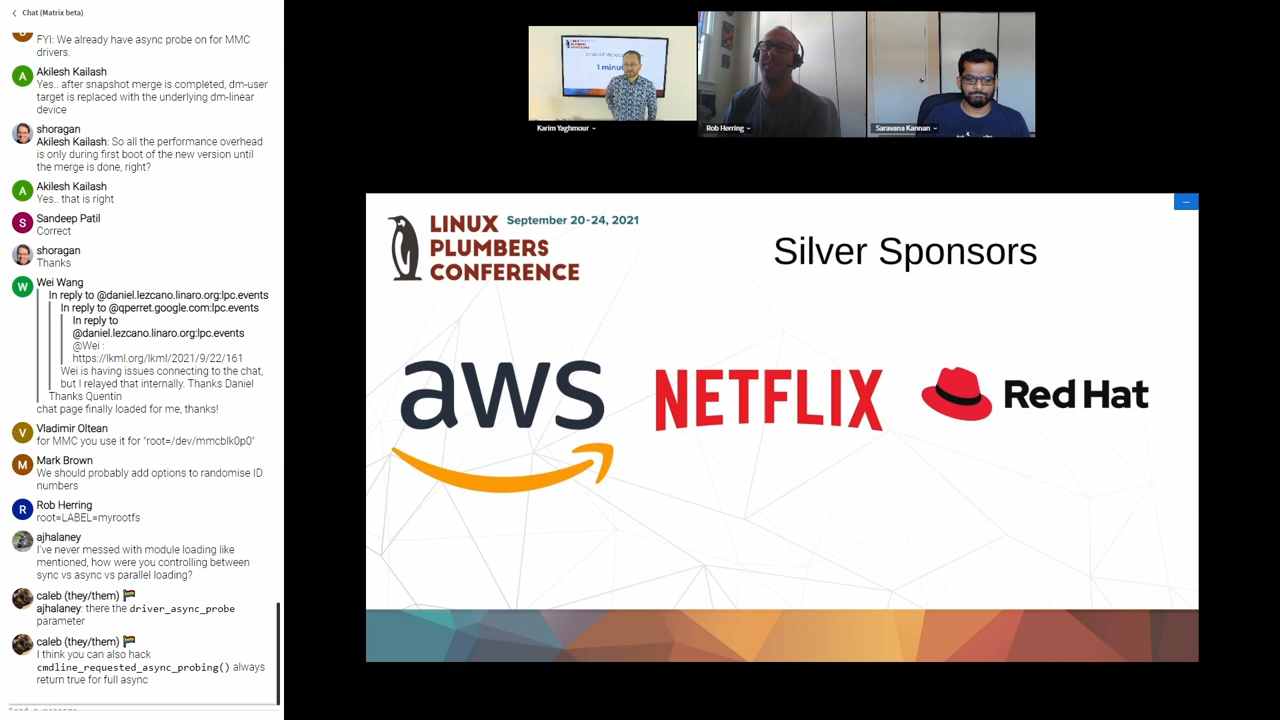 Chat (Matrix beta)
FYI: We already have async probe on for MMC
drivers.
Akilesh Kailash
Yes.. after snapshot merge is completed, dm-user
target is replaced with the underlying dm-linear
device
shoragan
Akilesh Kailash: So all the performance overhead
is only during first boot of the new version until
the merge is done, right?
Akilesh Kailash
Yes.. that is right
Sandeep Patil
Correct
shoragan
Thanks
Wei Wang
In reply to @daniel.lezcano.linaro.org:lpc.events
In reply to @qperret.google.com:lpc.events
In reply to
@daniel.lezcano.linaro.org:lpc.events
@Wei :
https://lkml.org/lkml/2021/9/22/161
Wei is having issues connecting to the chat,
but I relayed that internally. Thanks Daniel
Thanks Quentin
chat page finally loaded for me, thanks!
Vladimir Oltean
for MMC you use it for "root=/dev/mmcblk0p0"
Mark Brown
We should probably add options to randomise ID
numbers
Rob Herring
root=LABEL=myrootfs
ajhalaney
I've never messed with module loading like
mentioned, how were you controlling between
sync vs async vs parallel loading?
caleb (they/them)
ajhalaney: there the driver_async_probe
parameter
caleb (they/them)
I think you can also hack
cmdline_requested_async_probing() always
return true for full async
Send a message
A
A
S
W
V
M
R
LINUX
PLUMBERS
CONFERENCE
1 minu
Karim Yaghmour
Rob Herring
Saravana Kannan
LINUX
PLUMBERS
CONFERENCE
September 20-24, 2021
Silver Sponsors
aws
NETFLIX
Red Hat